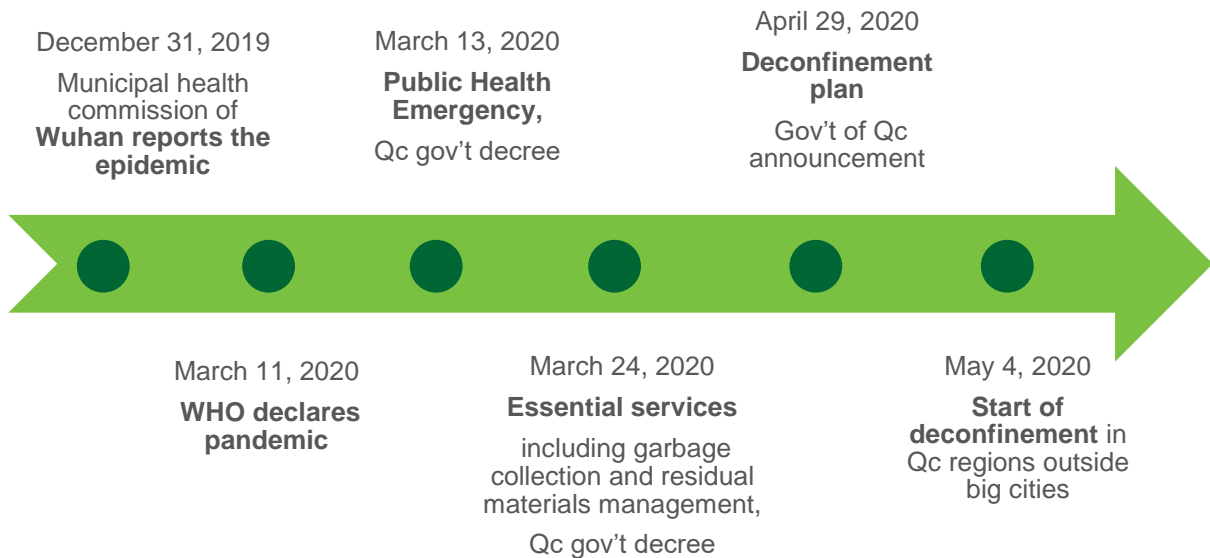 December 31, 2019
Municipal health
commission of
Wuhan reports the
epidemic
March 11, 2020
WHO declares
pandemic
March 13, 2020
Public Health
Emergency,
Qc gov’t decree
March 24, 2020
Essential services
including garbage
collection and residual
materials management,
Qc gov’t decree
April 29, 2020
Deconfinement
plan
Gov’t of Qc
announcement
May 4, 2020
Start of
deconfinement in
Qc regions outside
big cities